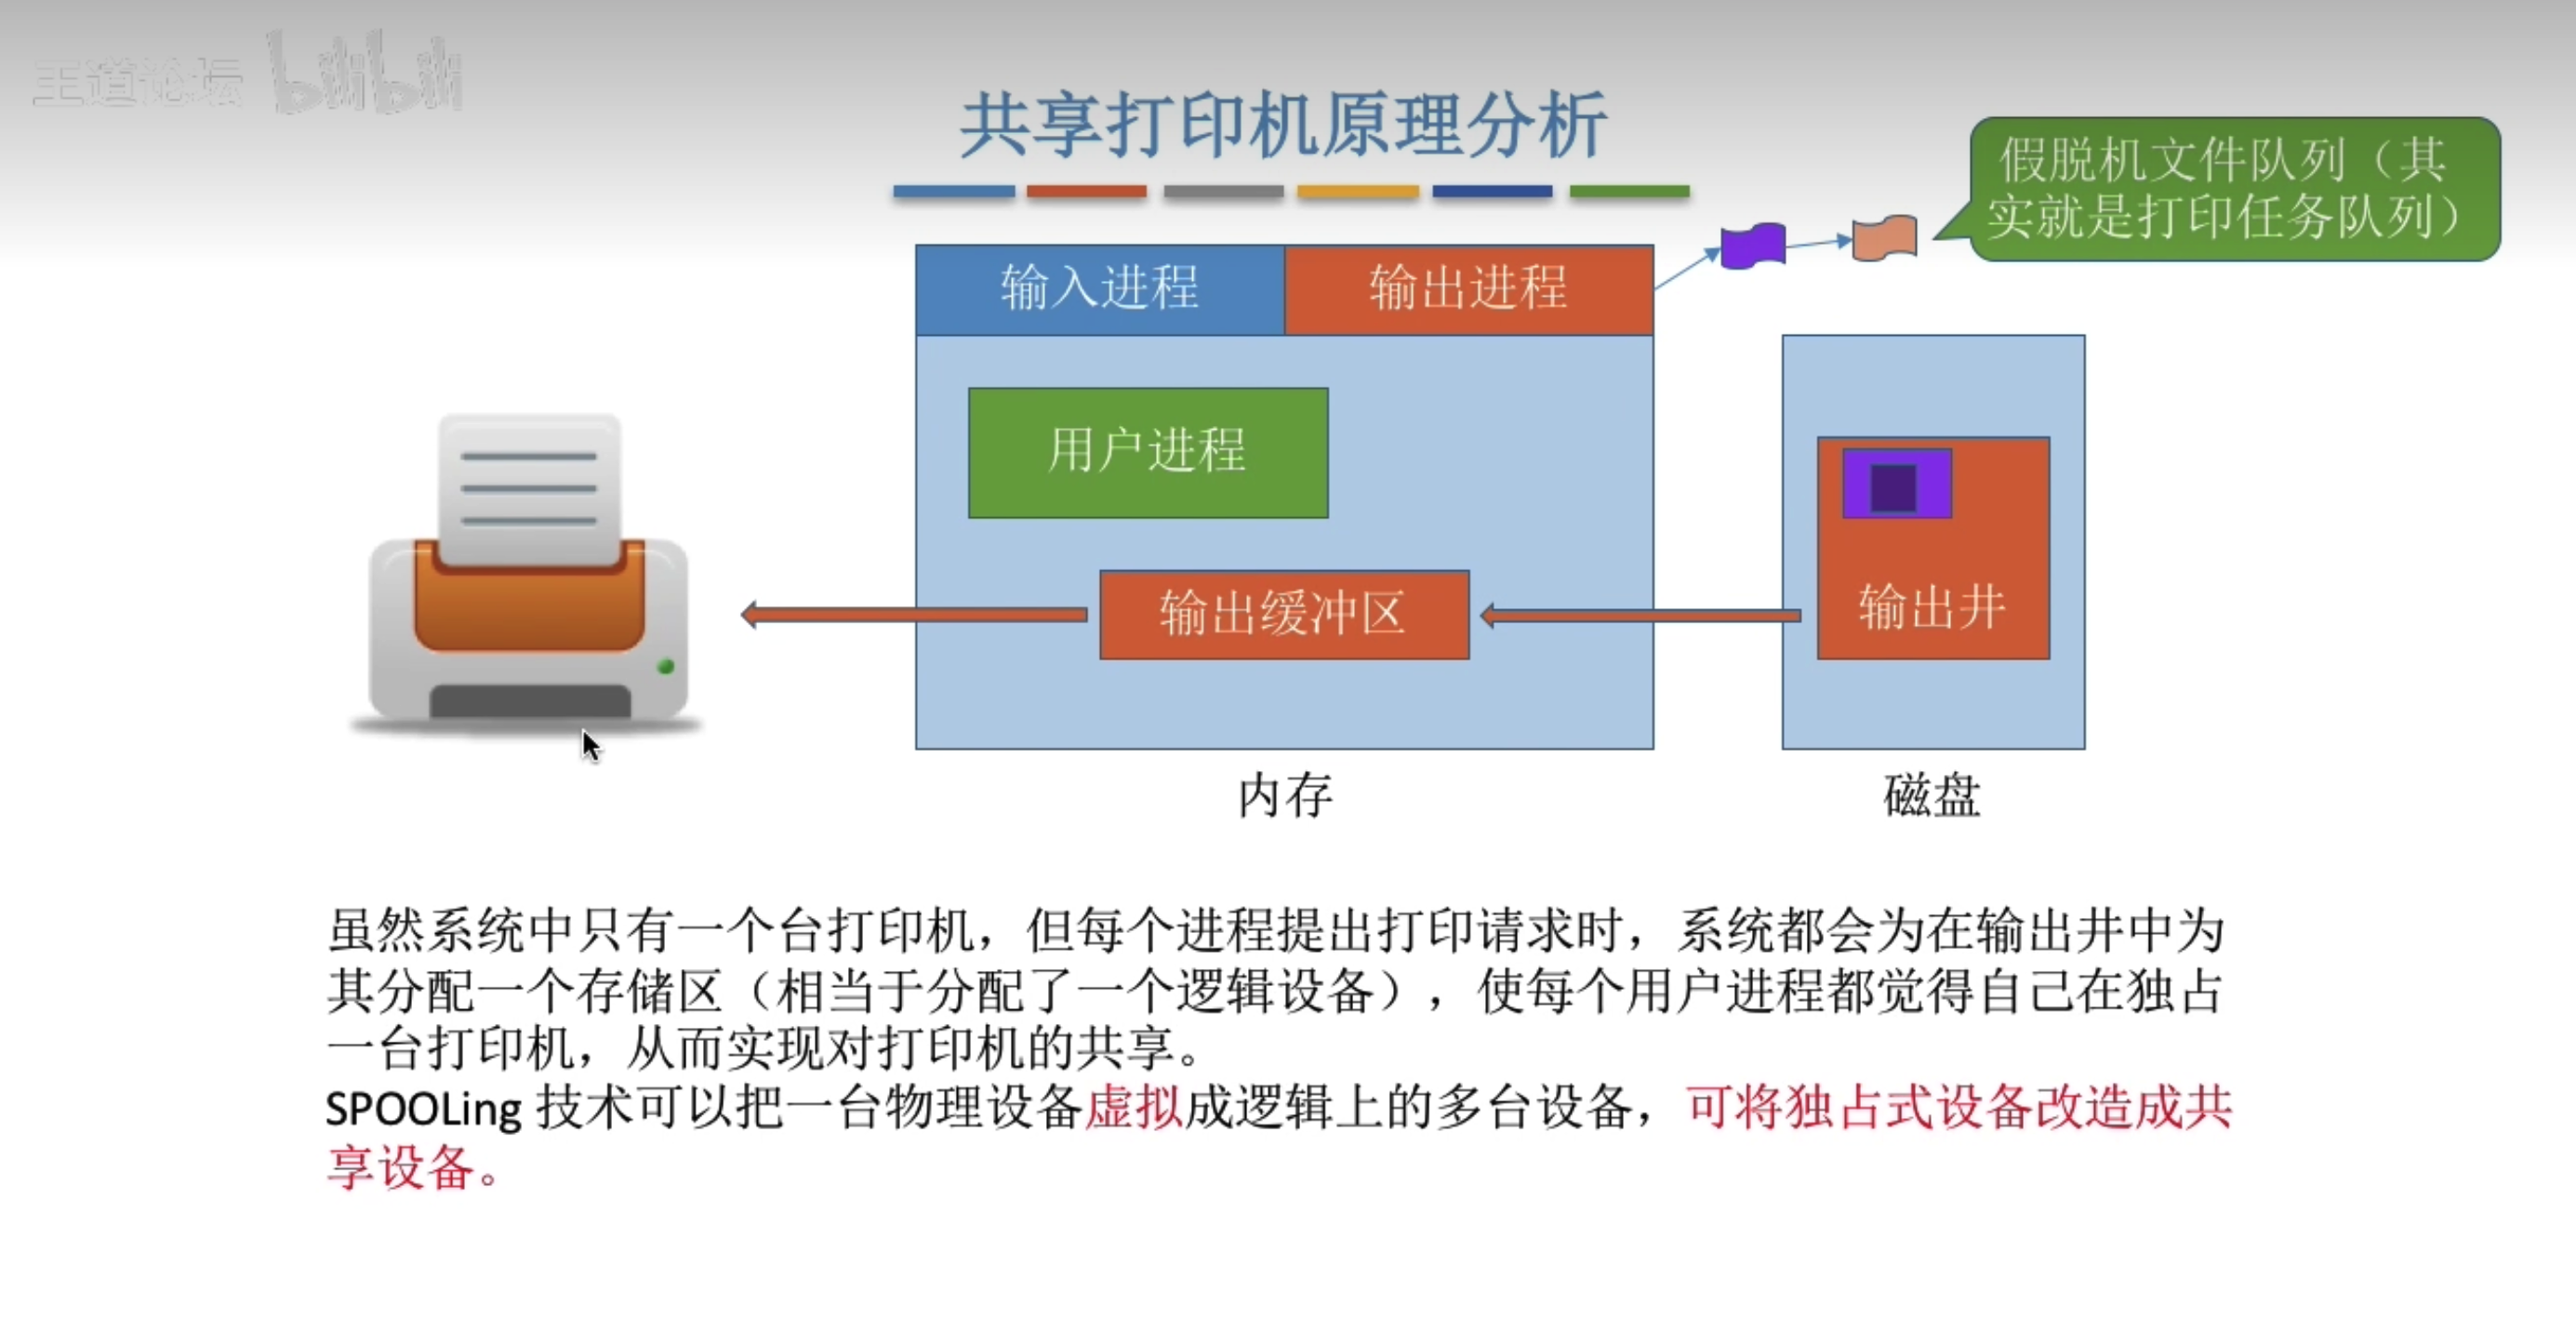 王道论坛 bilibili
共享打印机原理分析
假脱机文件队列（其
实就是打印任务队列）
输入进程
输出进程
用户进程
输出缓冲区
输出井
内存
磁盘
虽然系统中只有一个台打印机，但每个进程提出打印请求时，系统都会为在输出井中为
其分配一个存储区（相当于分配了一个逻辑设备），使每个用户进程都觉得自己在独占
一台打印机，从而实现对打印机的共享。
SPOOLing 技术可以把一台物理设备虚拟成逻辑上的多台设备，可将独占式设备改造成共
享设备。